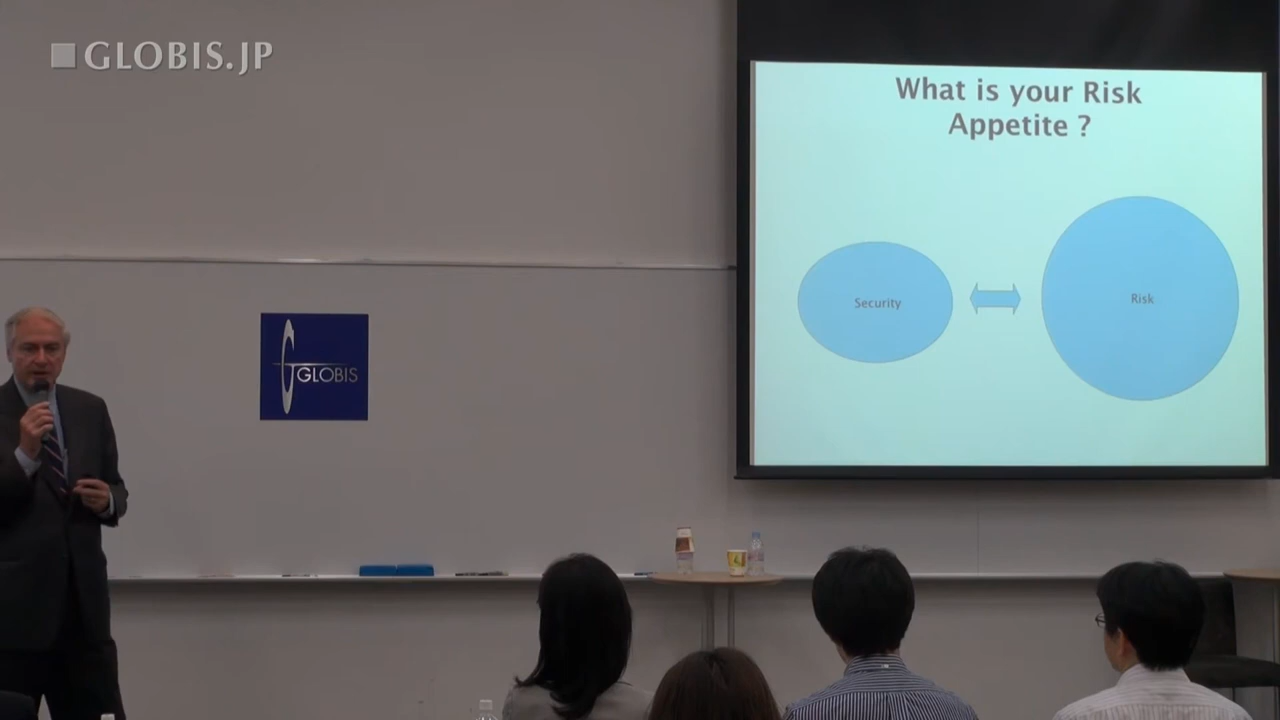 GLOBIS.JP
What is your Risk
Appetite ?
Security
Risk
GLOBIS